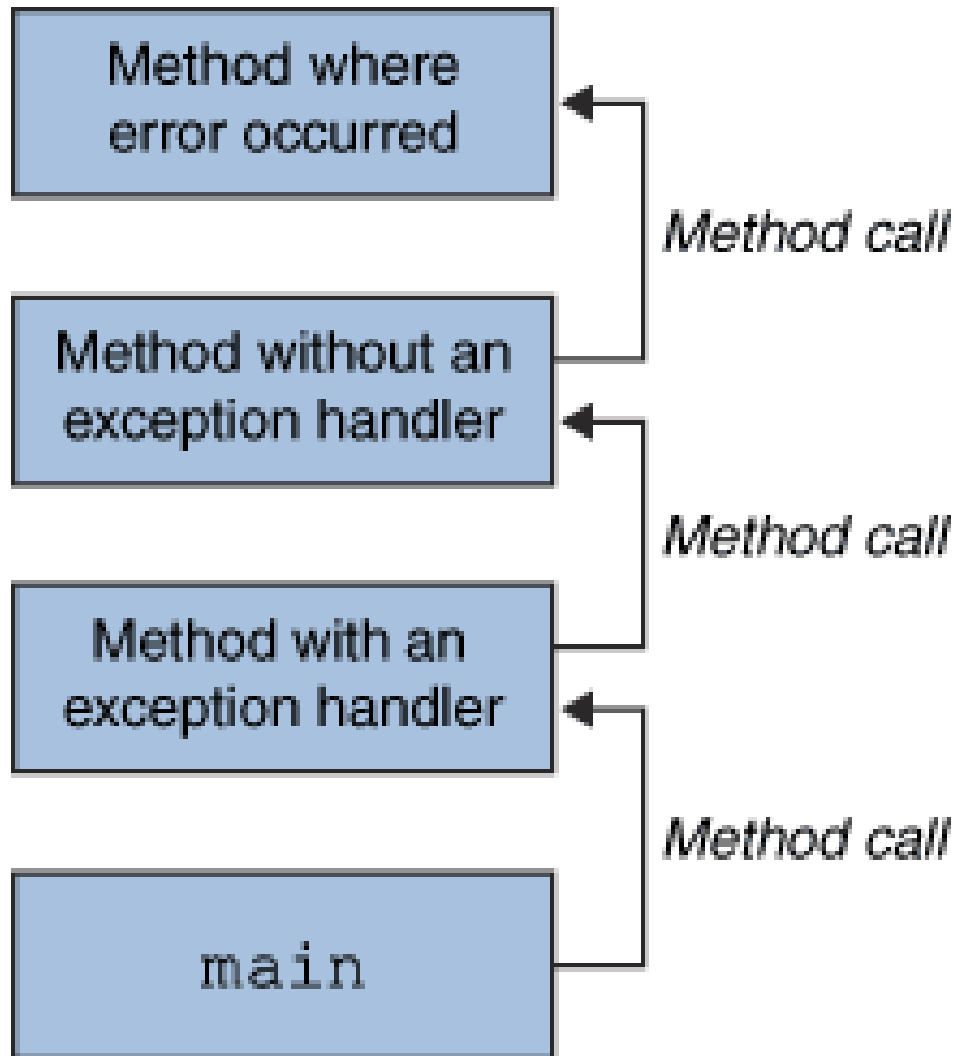 Method where
error occurred
Method call
Method without an
exception handler
Method call
Method with an
exception handler
Method call
main